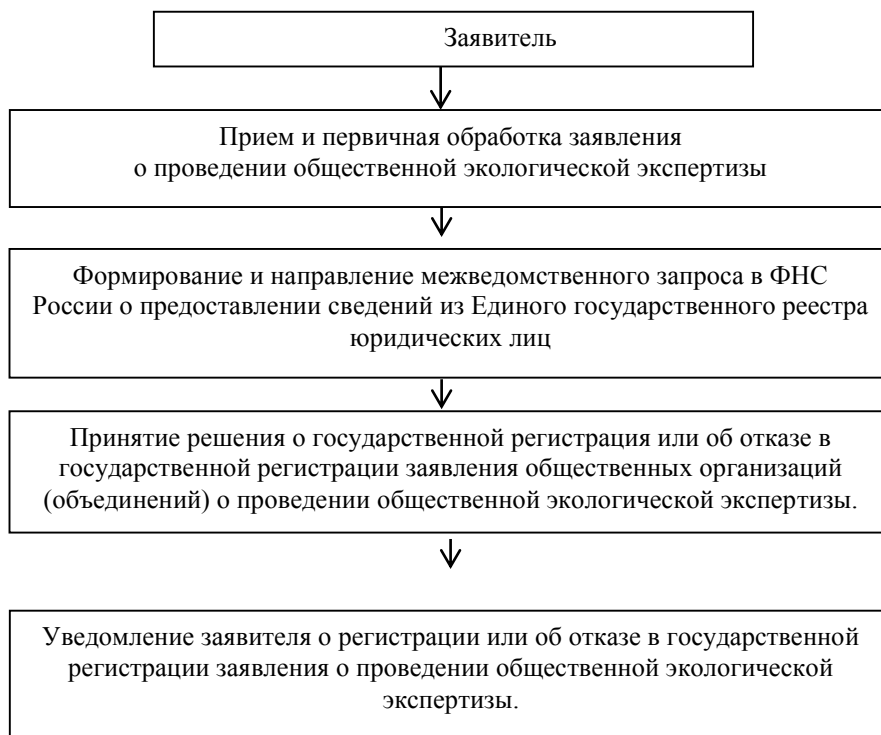 Заявитель
Прием и первичная обработка заявления
о проведении общественной экологической экспертизы
Формирование и направление межведомственного запроса в ФНС
России о предоставлении сведений из Единого государственного реестра
юридических лиц
Принятие решения о государственной регистрация или об отказе в
государственной регистрации заявления общественных организаций
(объединений) о проведении общественной экологической экспертизы.
Уведомление заявителя о регистрации или об отказе в государственной
регистрации заявления о проведении общественной экологической
экспертизы.